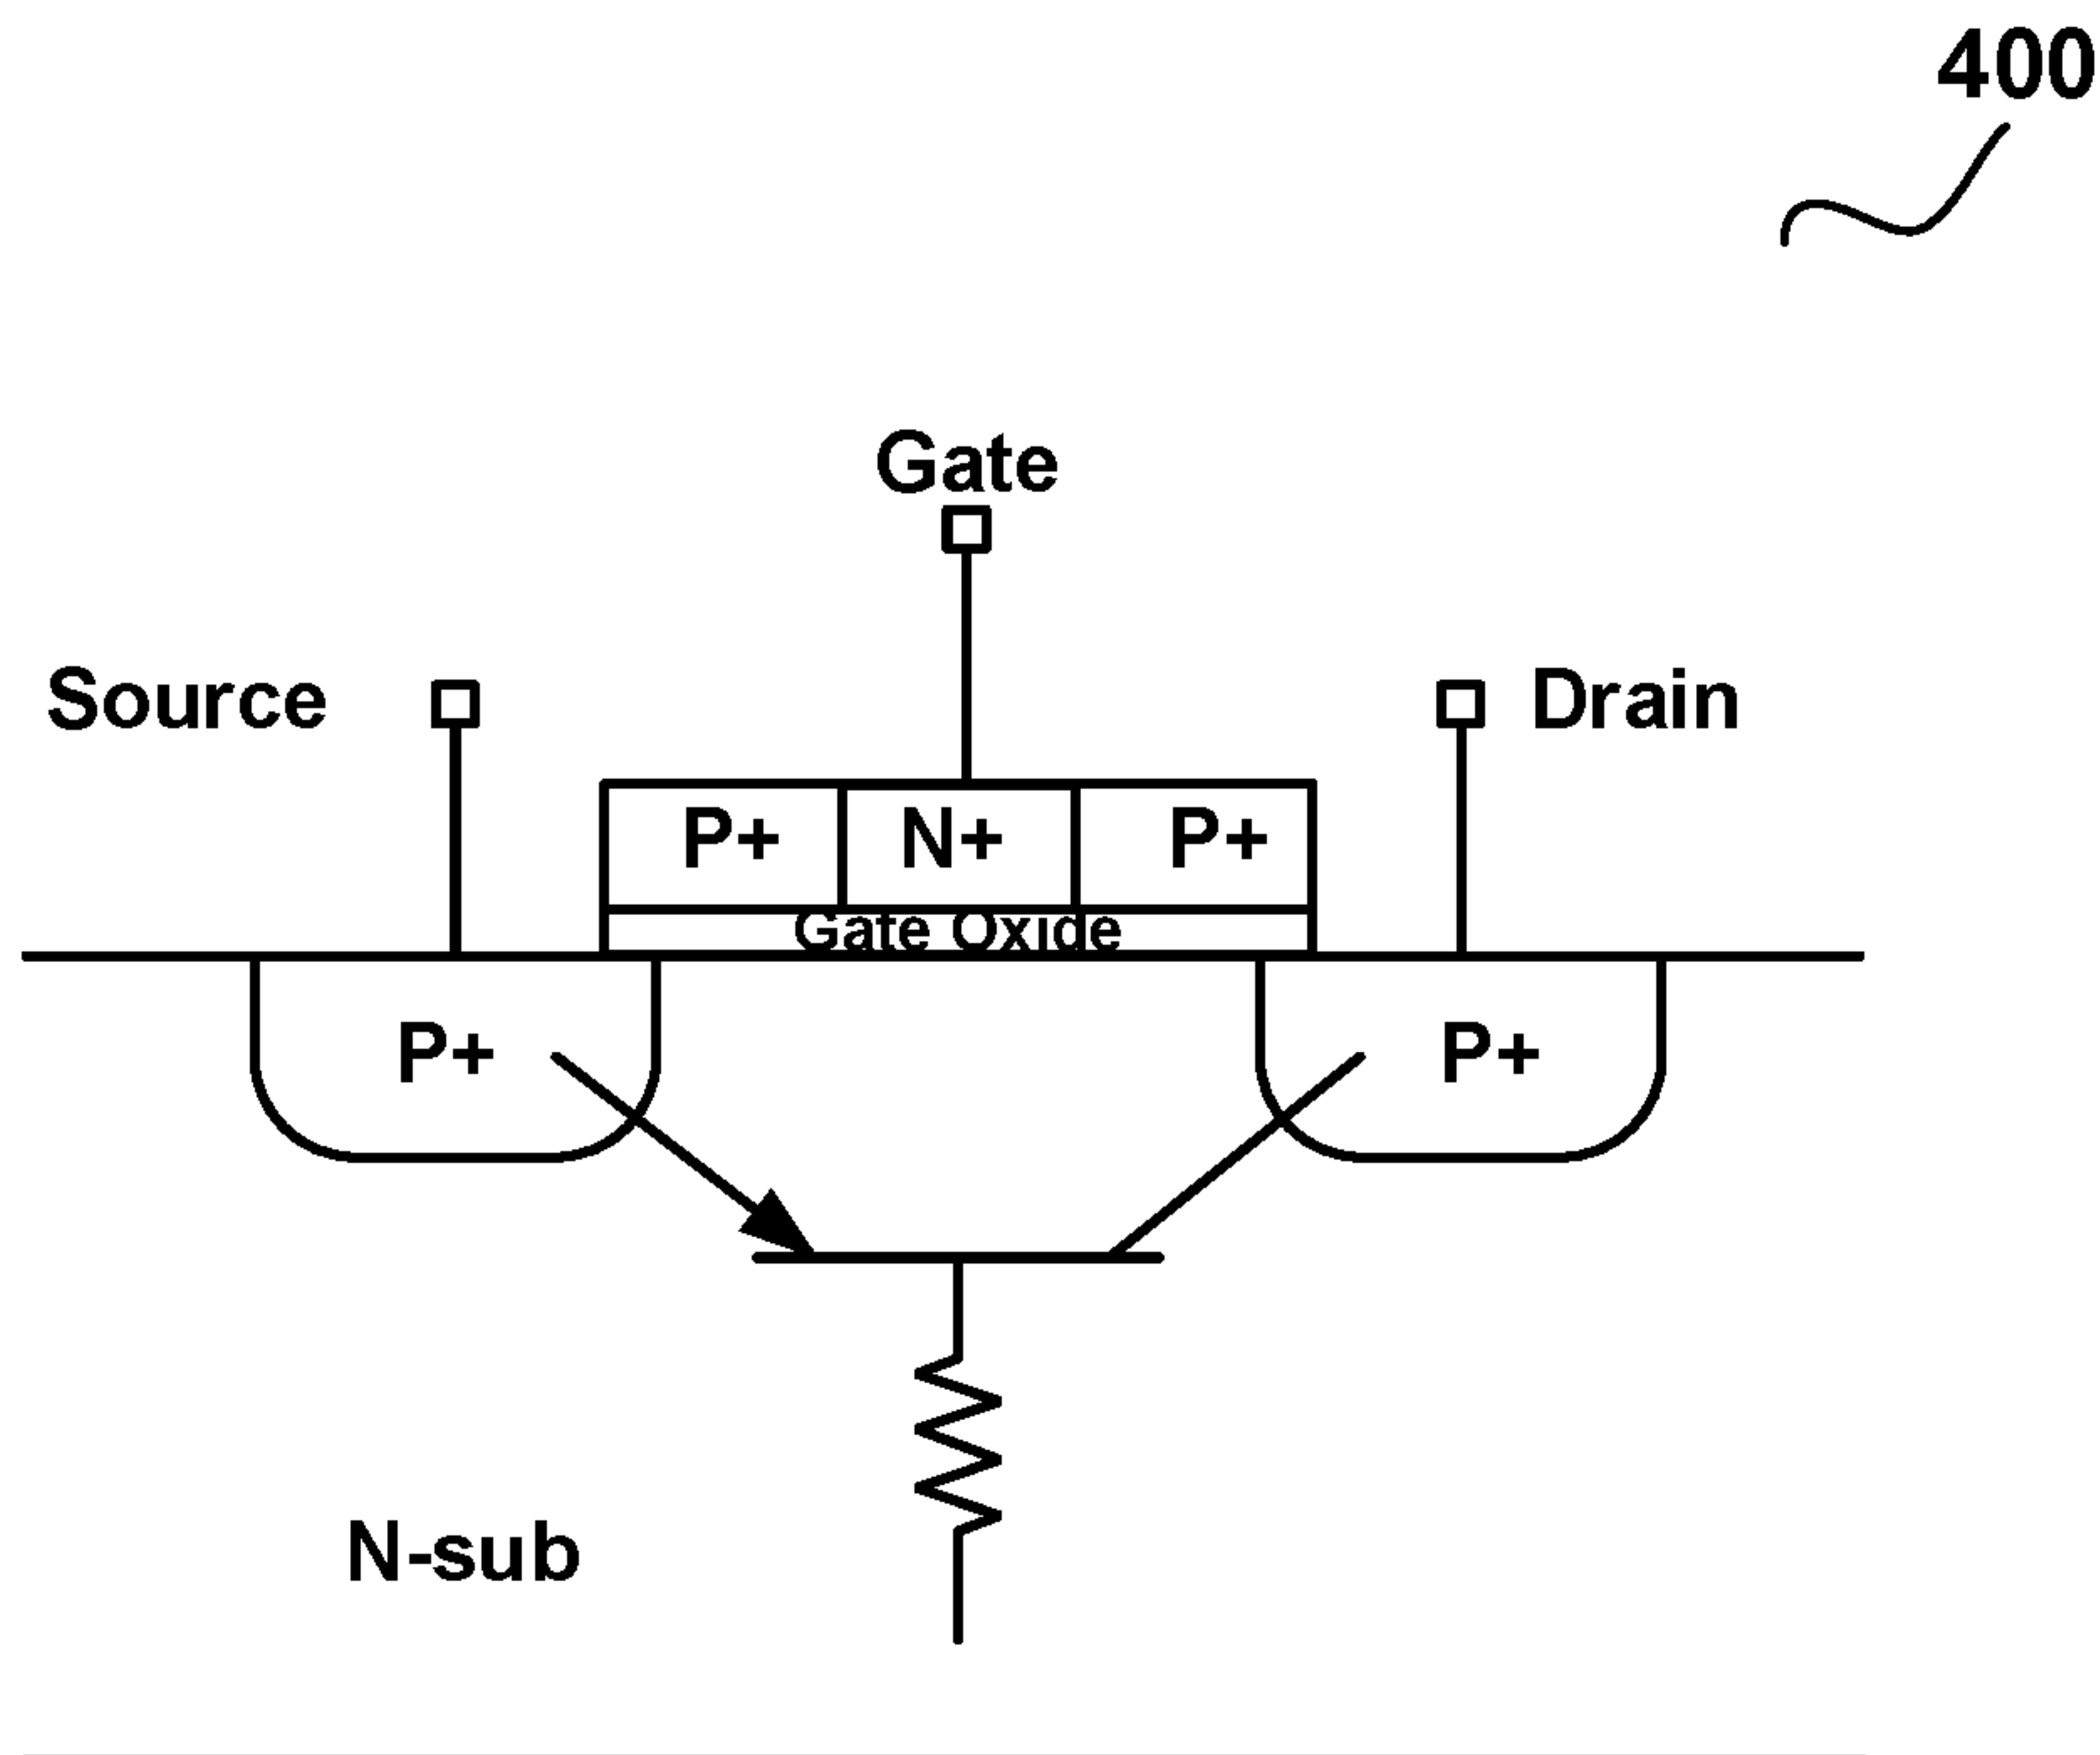 400
Gate
Source
Drain
P+ N+ P+
Gate Oxide
P+ P+
N-sub